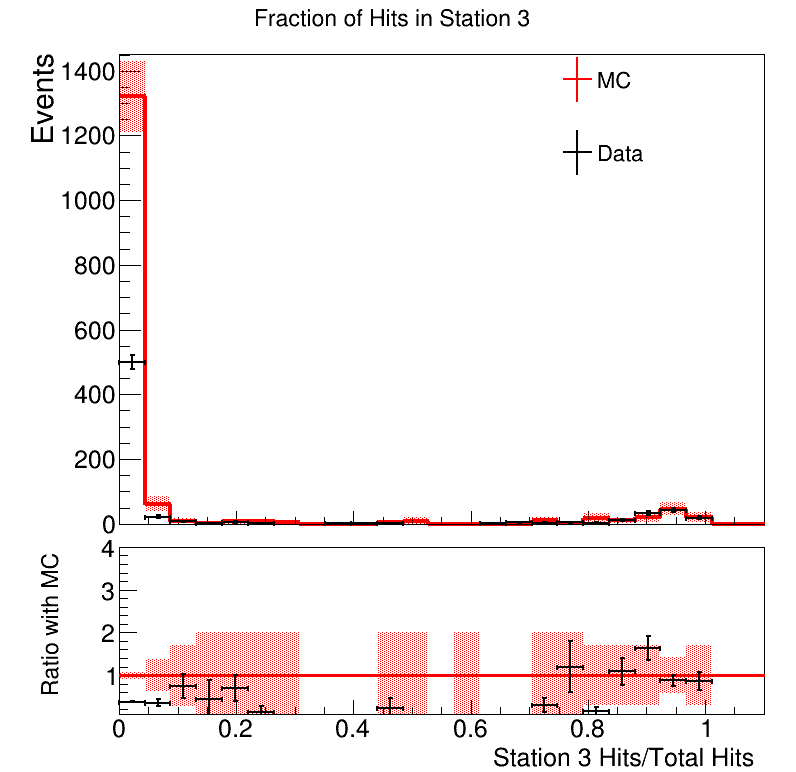 Fraction of Hits in Station 3
Events
1400
1200
1000
800
600
400
200
0
MC
Data
Ratio with MC
4
3
2
1
0 0.2 0.4 0.6 0.8 1
Station 3 Hits/Total Hits